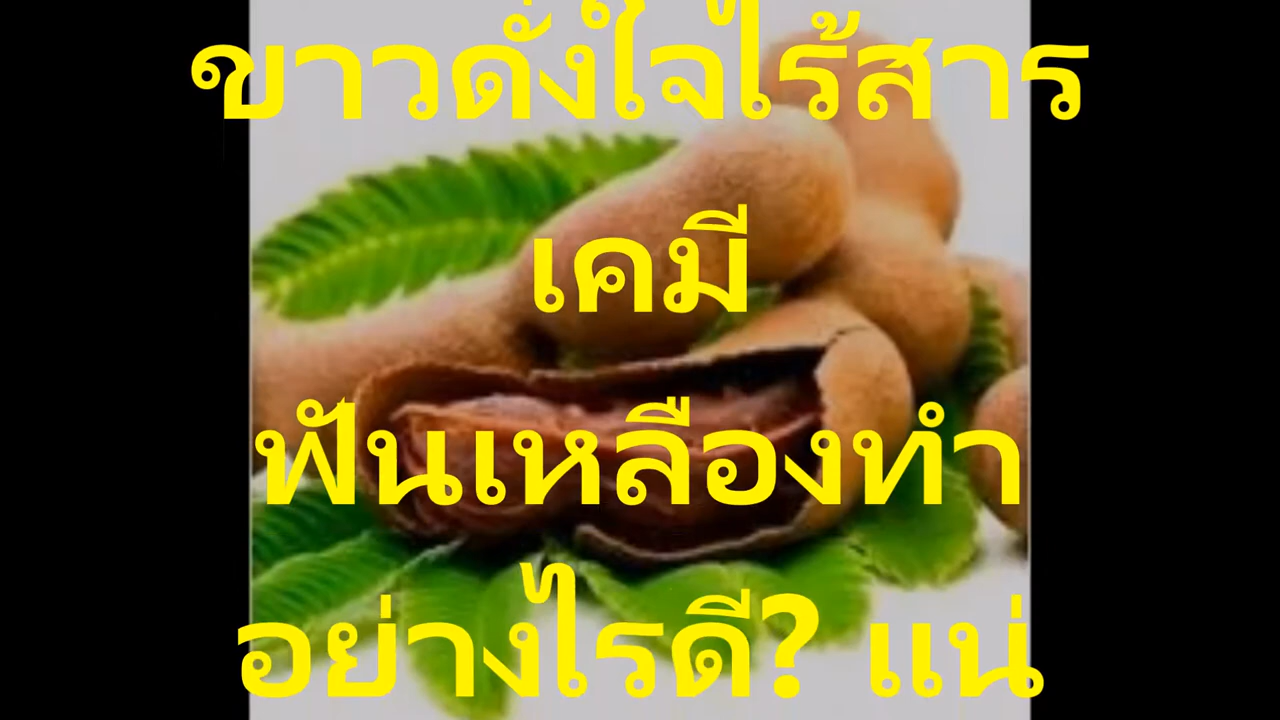 ขาวดั่งใจไร้สาร
เคมี
ฟันเหลืองทำ
อย่างไรดี? แน่